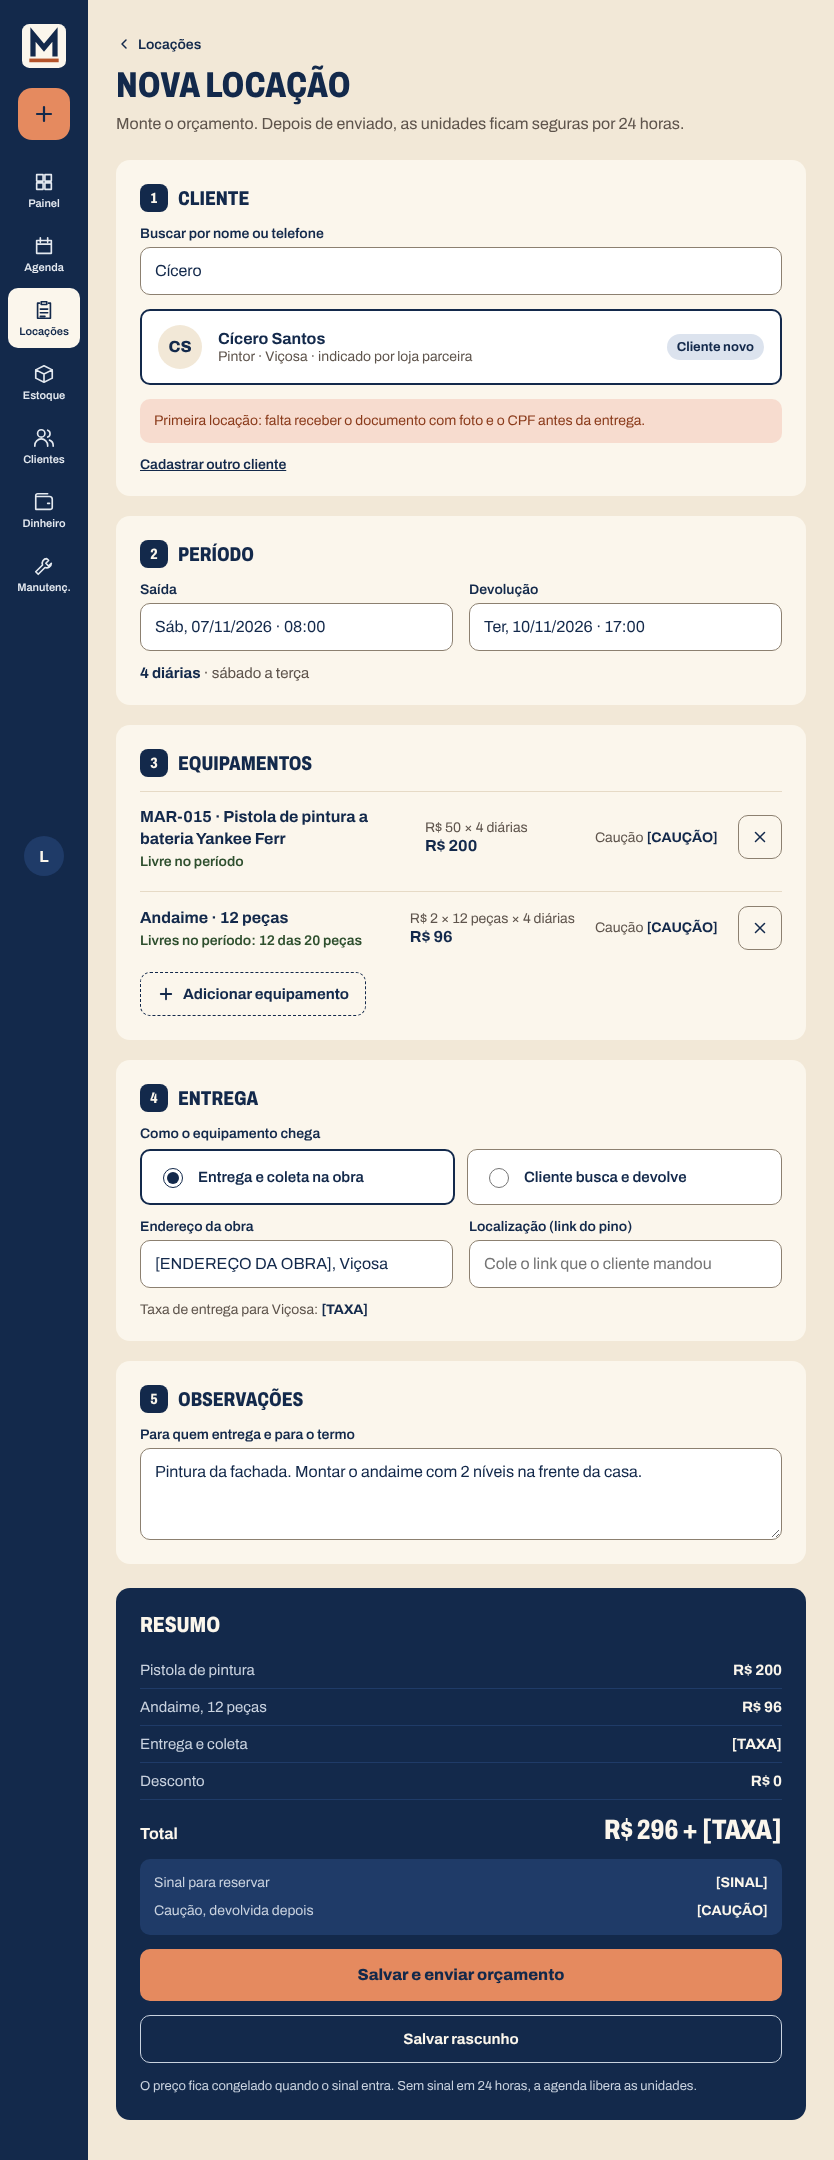 M
Painel
Agenda
Locações
Estoque
Clientes
Dinheiro
Manutenç.
L
Locações
NOVA LOCAÇÃO
Monte o orçamento. Depois de enviado, as unidades ficam seguras por 24 horas.
1 CLIENTE
Buscar por nome ou telefone
Cícero
CS
Cícero Santos
Pintor · Viçosa · indicado por loja parceira
Cliente novo
Primeira locação: falta receber o documento com foto e o CPF antes da entrega.
Cadastrar outro cliente
2 PERÍODO
Saída
Sáb, 07/11/2026 · 08:00
Devolução
Ter, 10/11/2026 · 17:00
4 diárias · sábado a terça
3 EQUIPAMENTOS
MAR-015 · Pistola de pintura a
bateria Yankee Ferr
Livre no período
R$ 50 × 4 diárias
R$ 200
Caução [CAUÇÃO]
Andaime · 12 peças
Livres no período: 12 das 20 peças
R$ 2 × 12 peças × 4 diárias
R$ 96
Caução [CAUÇÃO]
Adicionar equipamento
4 ENTREGA
Como o equipamento chega
Entrega e coleta na obra
Cliente busca e devolve
Endereço da obra
[ENDEREÇO DA OBRA], Viçosa
Localização (link do pino)
Cole o link que o cliente mandou
Taxa de entrega para Viçosa: [TAXA]
5 OBSERVAÇÕES
Para quem entrega e para o termo
Pintura da fachada. Montar o andaime com 2 níveis na frente da casa.
RESUMO
Pistola de pintura R$ 200
Andaime, 12 peças R$ 96
Entrega e coleta [TAXA]
Desconto R$ 0
Total R$ 296 + [TAXA]
Sinal para reservar [SINAL]
Caução, devolvida depois [CAUÇÃO]
Salvar e enviar orçamento
Salvar rascunho
O preço fica congelado quando o sinal entra. Sem sinal em 24 horas, a agenda libera as unidades.